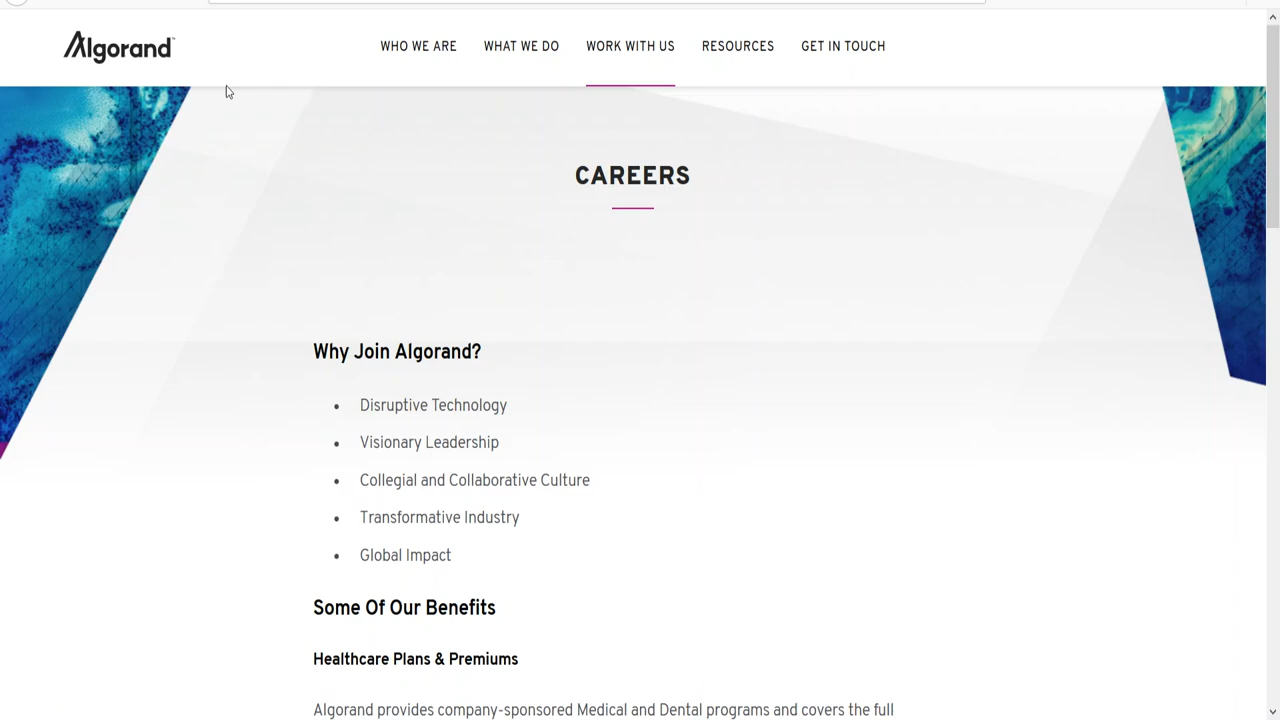 Algorand™
WHO WE ARE
WHAT WE DO
WORK WITH US
RESOURCES
GET IN TOUCH
CAREERS
Why Join Algorand?
• Disruptive Technology
• Visionary Leadership
• Collegial and Collaborative Culture
• Transformative Industry
• Global Impact
Some Of Our Benefits
Healthcare Plans & Premiums
Algorand provides company-sponsored Medical and Dental programs and covers the full